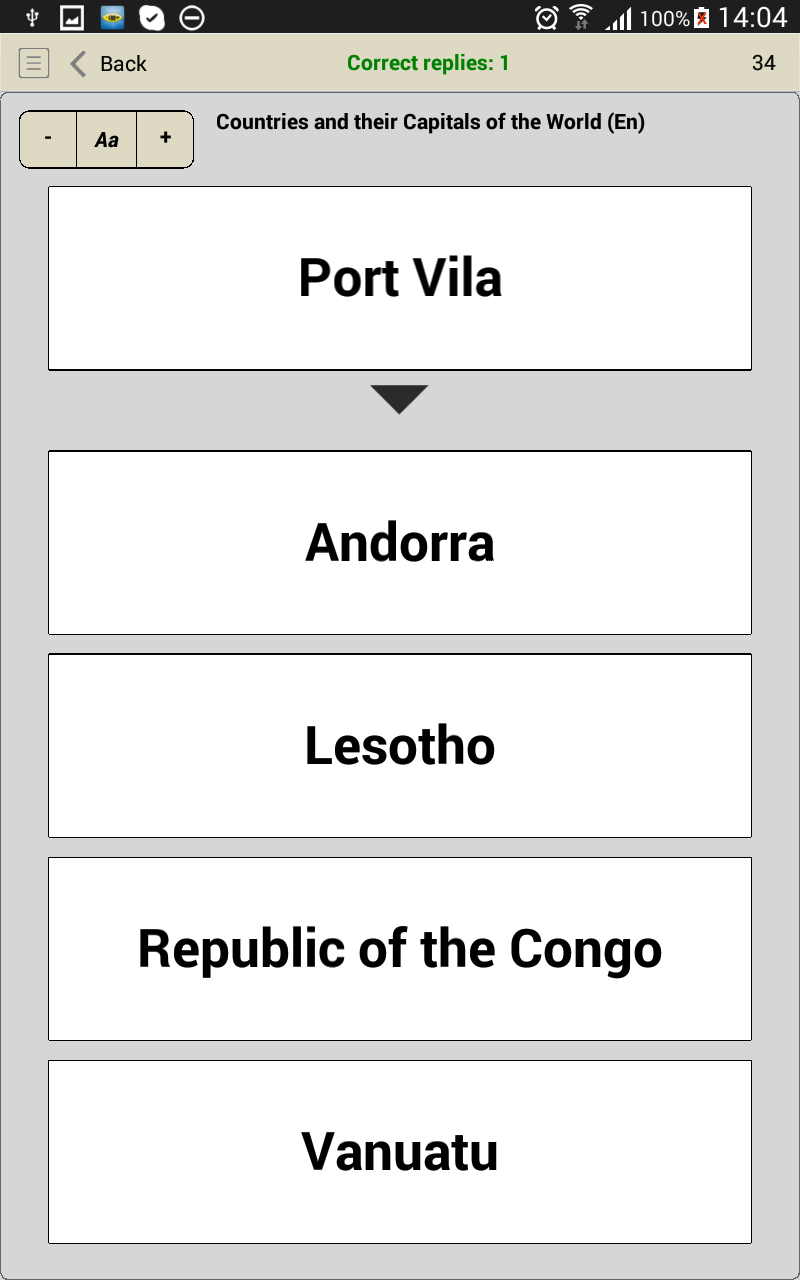 100% 14:04
Back Correct replies: 1 34
- Aa + Countries and their Capitals of the World (En)
Port Vila
Andorra
Lesotho
Republic of the Congo
Vanuatu